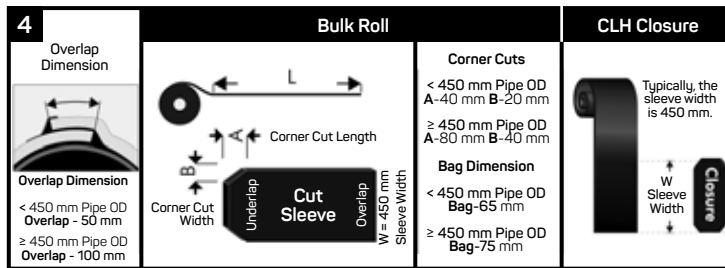 4
Overlap
Dimension
Overlap Dimension
< 450 mm Pipe OD
Overlap - 50 mm
≥ 450 mm Pipe OD
Overlap - 100 mm
Bulk Roll
L
A
Corner Cut Length
B
Corner Cut
Width
Underlap
Cut
Sleeve
Overlap
W = 450 mm
Sleeve Width
Corner Cuts
< 450 mm Pipe OD
A-40 mm B-20 mm
≥ 450 mm Pipe OD
A-80 mm B-40 mm
Bag Dimension
< 450 mm Pipe OD
Bag-65 mm
≥ 450 mm Pipe OD
Bag-75 mm
CLH Closure
Typically, the
sleeve width
is 450 mm.
W
Sleeve
Width
Closure